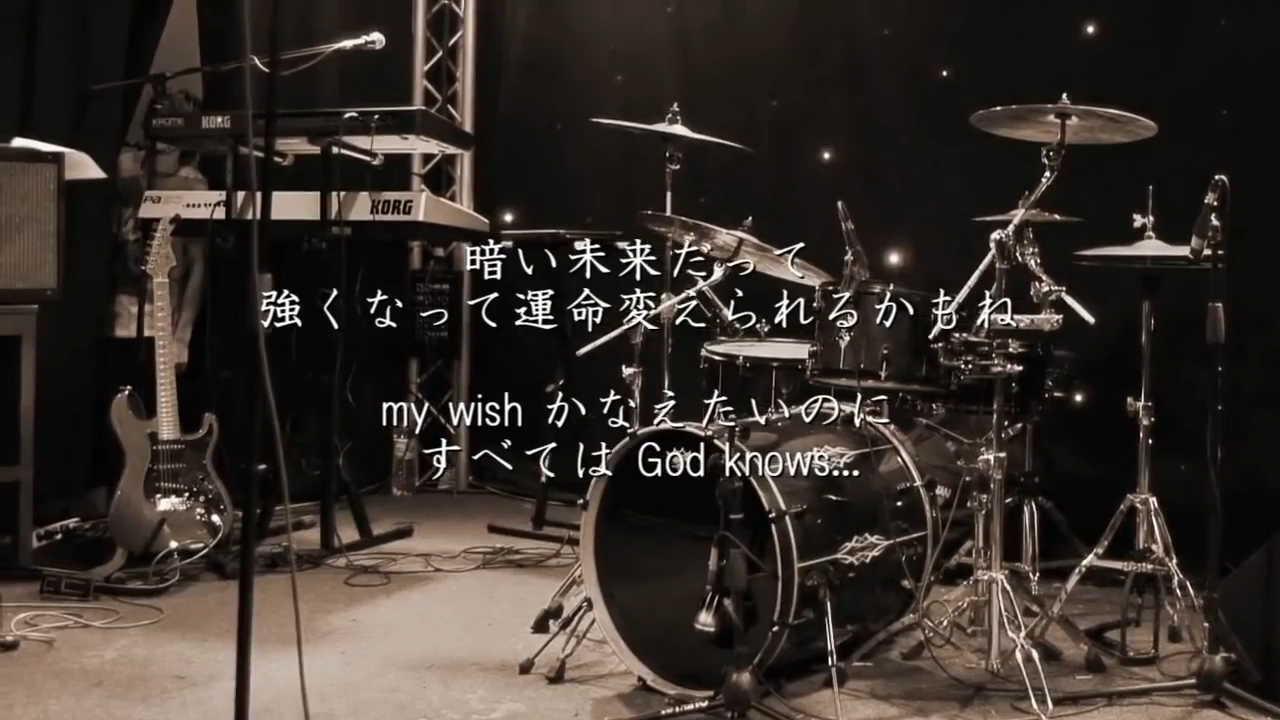 KROME KORG
Pa KORG
暗い未来だって
強くなって運命変えられるかもね
my wish かなえたいのに
すべては God knows...